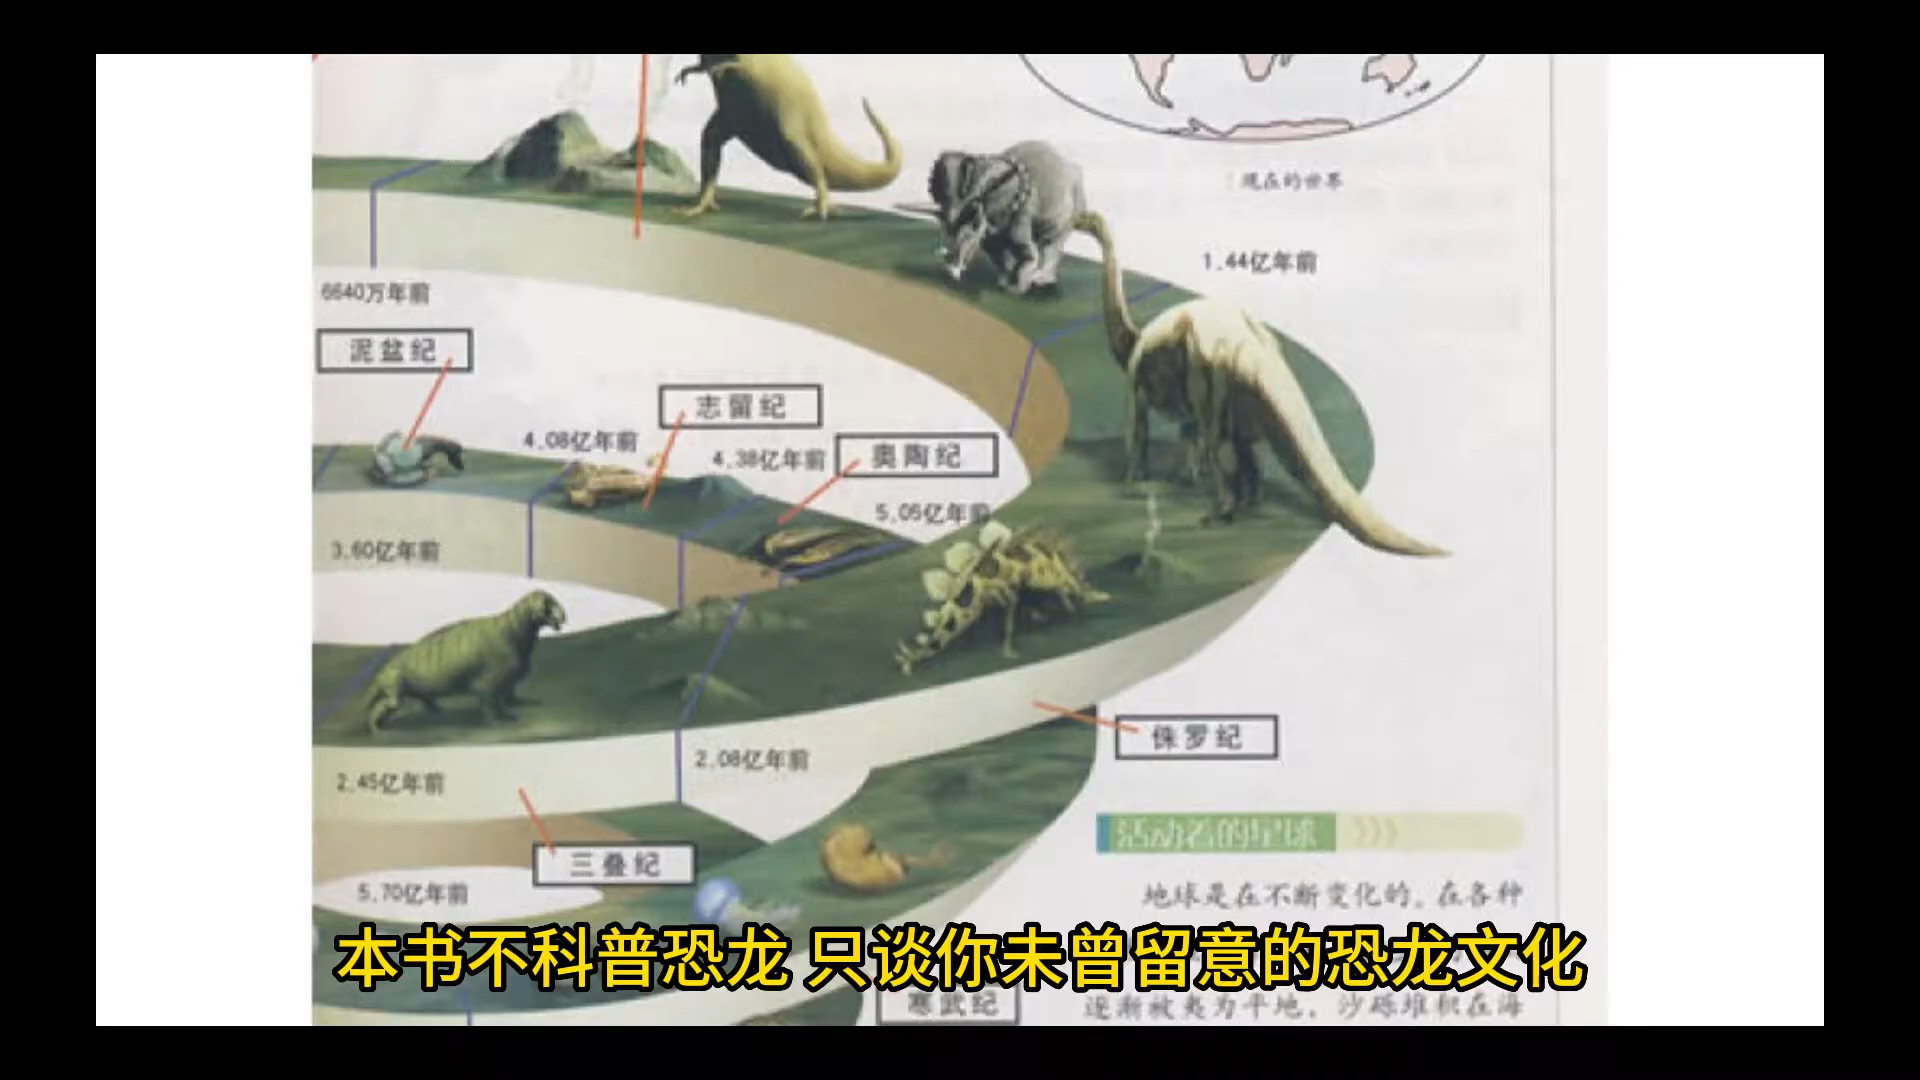 现在的世界
1.44亿年前
6640万年前
泥盆纪
志留纪
4.08亿年前
4.38亿年前
奥陶纪
5.05亿年前
3.60亿年前
侏罗纪
2.08亿年前
2.45亿年前
三叠纪
5.70亿年前
活动着的星球
地球是在不断变化的。在各种
本书不科普恐龙 只谈你未曾留意的恐龙文化
寒武纪
逐渐被夷为平地，沙砾堆积在海